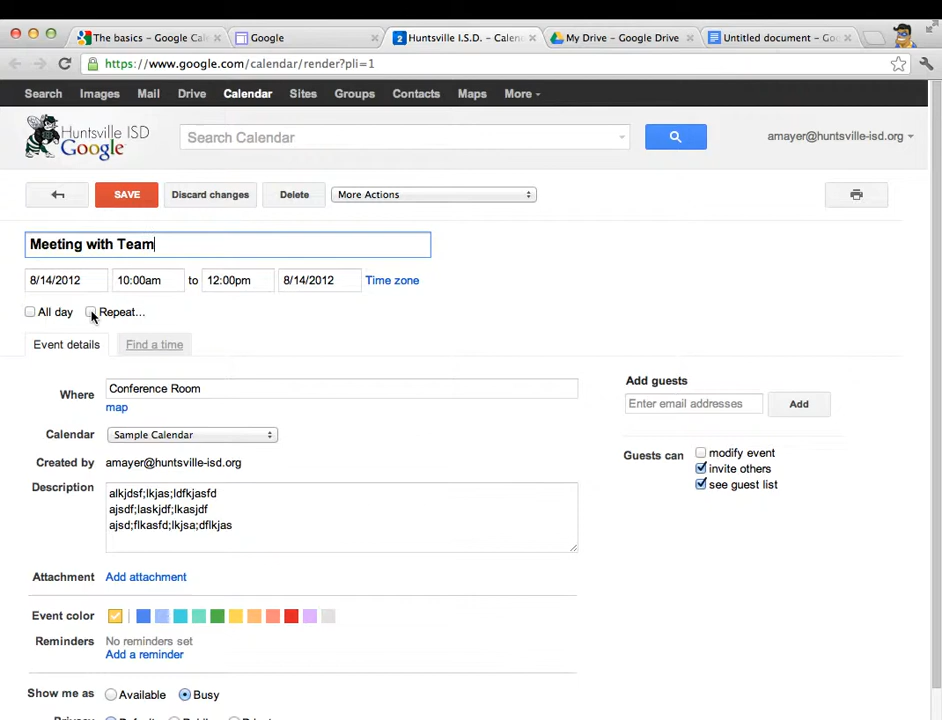 The basics - Google Cal
Google
2 Huntsville I.S.D. - Calen
My Drive - Google Drive
Untitled document - Goo
https://www.google.com/calendar/render?pli=1
Search Images Mail Drive Calendar Sites Groups Contacts Maps More
Huntsville ISD
Google
Search Calendar
amayer@huntsville-isd.org
SAVE Discard changes Delete More Actions
Meeting with Team
8/14/2012 10:00am to 12:00pm 8/14/2012 Time zone
All day Repeat...
Event details Find a time
Where Conference Room
map
Calendar Sample Calendar
Created by amayer@huntsville-isd.org
Description alkjdsf;lkjas;ldfkjasfd
ajsdf;laskjdf;lkasjdf
ajsd;flkasfd;lkjsa;dflkjas
Attachment Add attachment
Event color
Reminders No reminders set
Add a reminder
Show me as Available Busy
Privacy Default Public Private
Add guests
Enter email addresses Add
Guests can modify event
invite others
see guest list